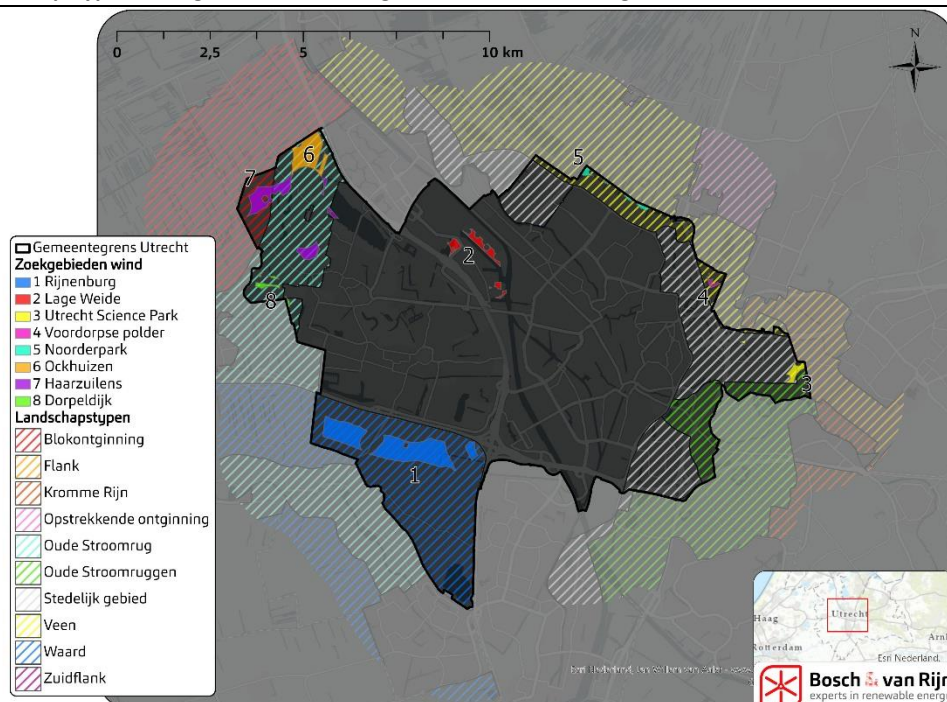 0 2,5 5 10 km
N
6
5
7
2
8
4
3
1
Gemeentegrens Utrecht
Zoekgebieden wind
1 Rijnenburg
2 Lage Weide
3 Utrecht Science Park
4 Voordorpse polder
5 Noorderpark
6 Ockhuizen
7 Haarzuilens
8 Dorpeldijk
Landschapstypen
Blokontginning
Flank
Kromme Rijn
Opstrekkende ontginning
Oude Stroomrug
Oude Stroomruggen
Stedelijk gebied
Veen
Waard
Zuidflank
Haag
Utrecht
Rotterdam
Esri Nederland,
Bosch & van Rijn
experts in renewable energy